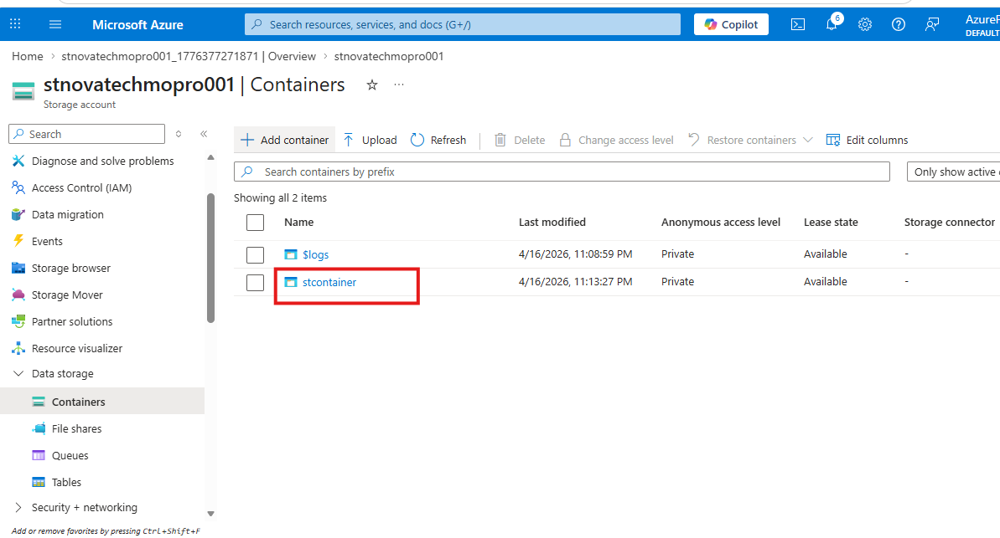 Microsoft Azure
Search resources, services, and docs (G+/)
Copilot
6
AzureP
DEFAULT
Home > stnovatechmopro001_1776377271871 | Overview > stnovatechmopro001
stnovatechmopro001 | Containers
Storage account
Search
Diagnose and solve problems
Access Control (IAM)
Data migration
Events
Storage browser
Storage Mover
Partner solutions
Resource visualizer
Data storage
Containers
File shares
Queues
Tables
Security + networking
Add or remove favorites by pressing Ctrl+Shift+F
Add container Upload Refresh Delete Change access level Restore containers Edit columns
Search containers by prefix
Only show active
Showing all 2 items
Name Last modified Anonymous access level Lease state Storage connector
$logs 4/16/2026, 11:08:59 PM Private Available -
stcontainer 4/16/2026, 11:13:27 PM Private Available -